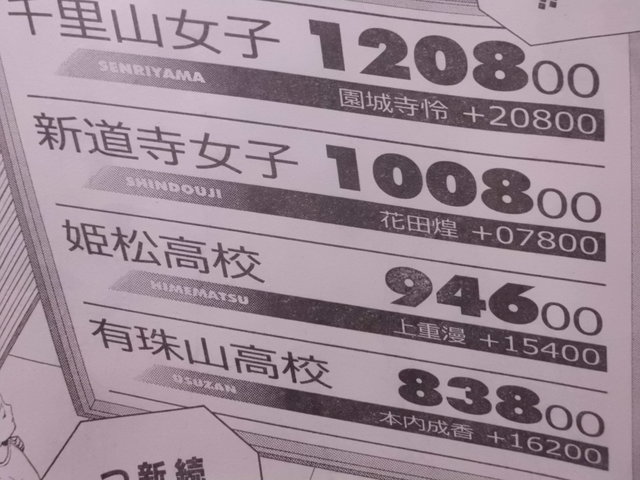 !!
千里山女子 120800
SENRIYAMA
園城寺怜 +20800
新道寺女子 100800
SHINDOUJI
花田煌 +07800
姫松高校 94600
HIMEMATSU
上重漫 +15400
有珠山高校 83800
USUZAN
本内成香 +16200
新続